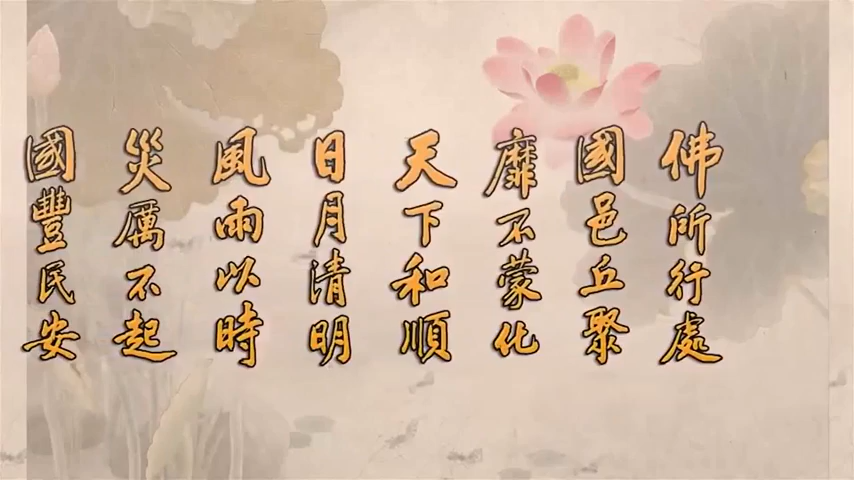 佛所行處
國邑丘聚
靡不蒙化
天下和順
日月清明
風雨以時
災厲不起
國豐民安